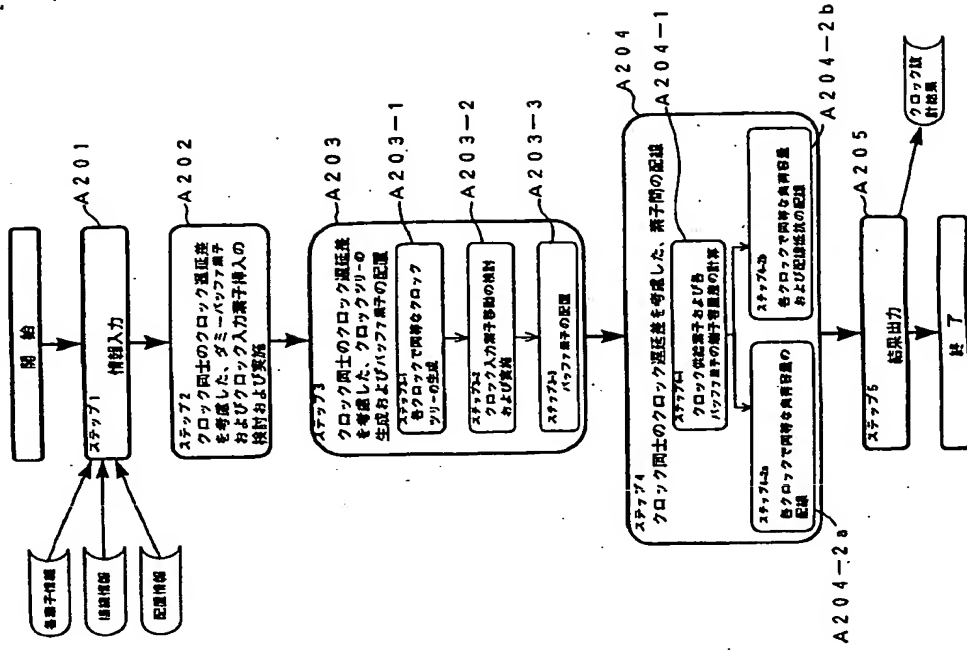 開始
各素子情報
接続情報
配置情報
ステップ1
情報入力
A201
ステップ2
クロック同士のクロック遅延差
を考慮した、ダミーバッファ素子
およびクロック入力素子挿入の
検討および実施
A202
ステップ3
クロック同士のクロック遅延差
を考慮した、クロックツリーの
生成およびバッファ素子の配置
A203
ステップ3-1
各クロックで同等なクロック
ツリーの生成
A203-1
ステップ3-2
クロック入力素子移動の検討
および実施
A203-2
ステップ3-3
バッファ素子の配置
A203-3
ステップ4
クロック同士のクロック遅延差を考慮した、素子間の配線
A204
ステップ4-1
クロック供給素子および各
バッファ素子の端子容量差の計算
A204-1
ステップ4-2a
各クロックで同等な負荷容量の
配線
A204-2a
ステップ4-2b
各クロックで同等な負荷容量
および配線抵抗の配線
A204-2b
ステップ5
結果出力
A205
クロック設
計結果
終了